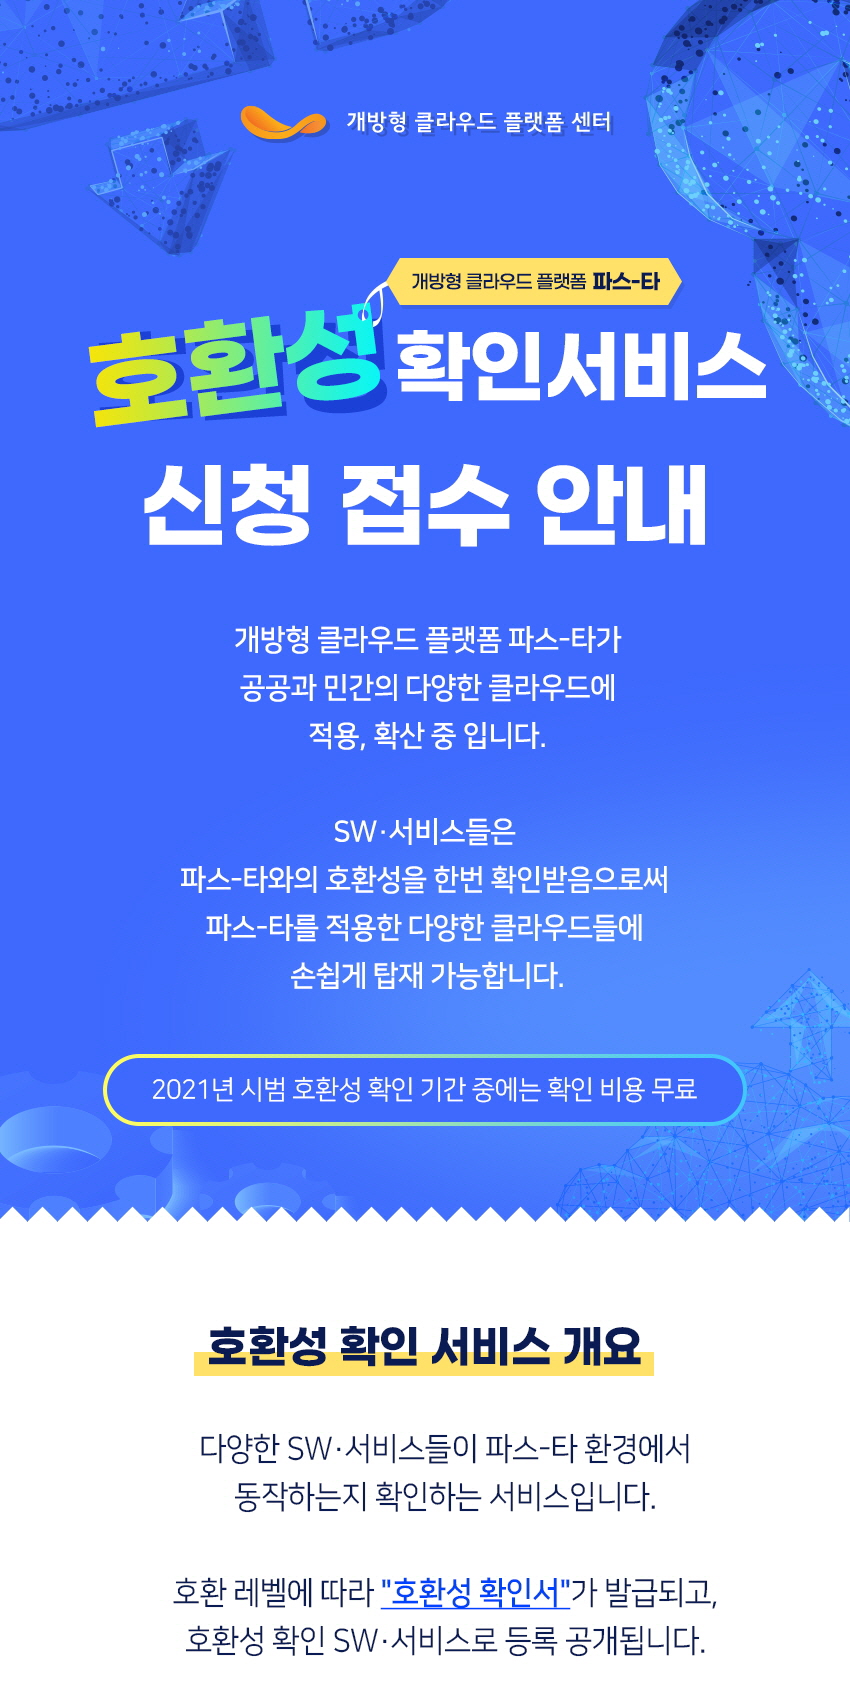 개방형 클라우드 플랫폼 센터
개방형 클라우드 플랫폼 파스-타
호환성 확인서비스
신청 접수 안내
개방형 클라우드 플랫폼 파스-타가
공공과 민간의 다양한 클라우드에
적용, 확산 중 입니다.
SW·서비스들은
파스-타와의 호환성을 한번 확인받음으로써
파스-타를 적용한 다양한 클라우드들에
손쉽게 탑재 가능합니다.
2021년 시범 호환성 확인 기간 중에는 확인 비용 무료
호환성 확인 서비스 개요
다양한 SW·서비스들이 파스-타 환경에서
동작하는지 확인하는 서비스입니다.
호환 레벨에 따라 "호환성 확인서"가 발급되고,
호환성 확인 SW·서비스로 등록 공개됩니다.